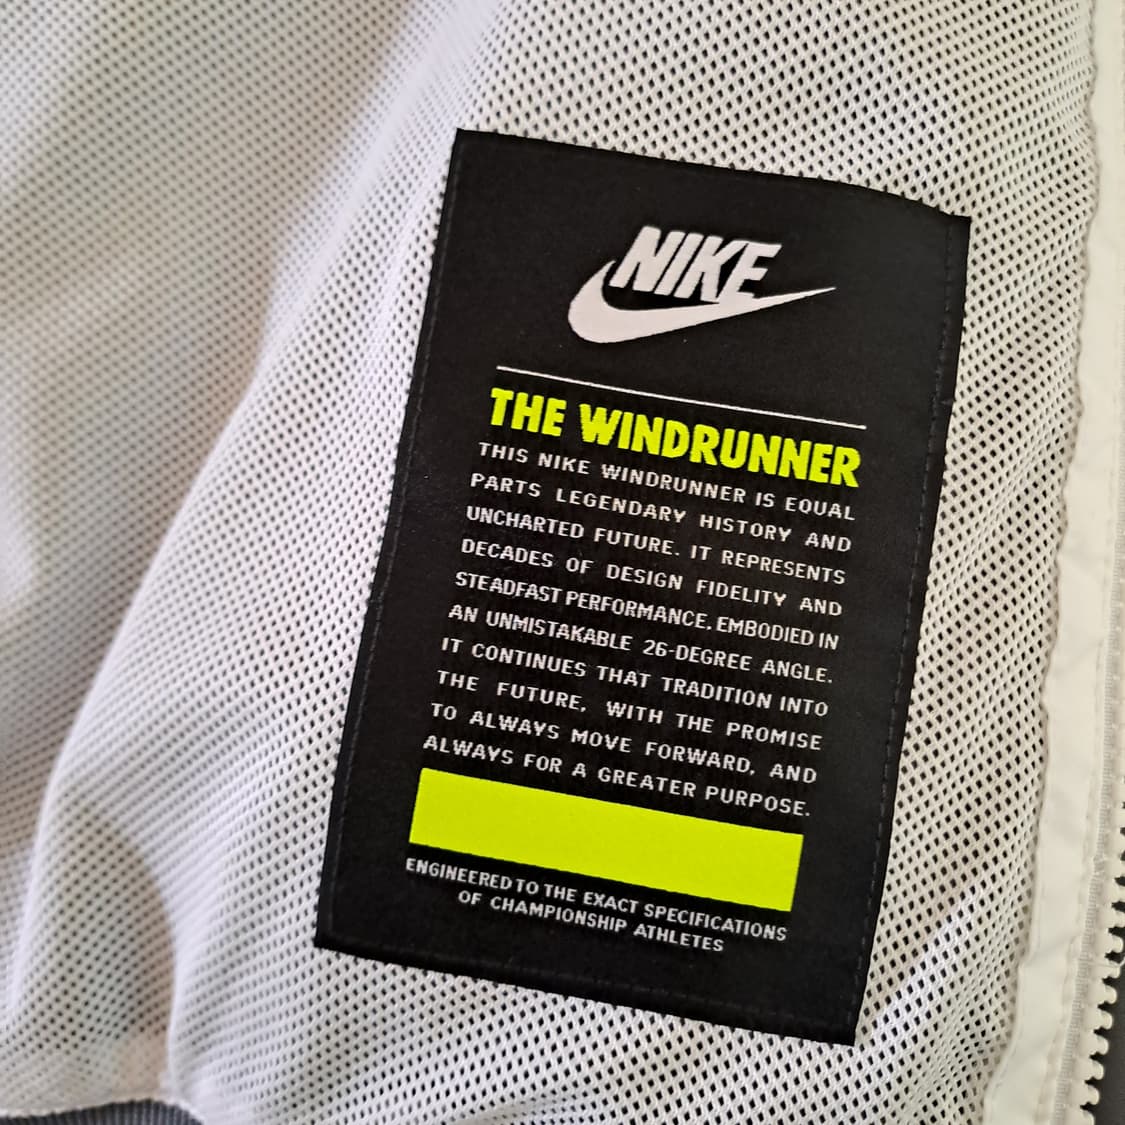 NIKE
THE WINDRUNNER
THIS NIKE WINDRUNNER IS EQUAL
PARTS LEGENDARY HISTORY AND
UNCHARTED FUTURE. IT REPRESENTS
DECADES OF DESIGN FIDELITY AND
STEADFAST PERFORMANCE. EMBODIED IN
AN UNMISTAKABLE 26-DEGREE ANGLE.
IT CONTINUES THAT TRADITION INTO
THE FUTURE, WITH THE PROMISE
TO ALWAYS MOVE FORWARD, AND
ALWAYS FOR A GREATER PURPOSE.
ENGINEERED TO THE EXACT SPECIFICATIONS
OF CHAMPIONSHIP ATHLETES